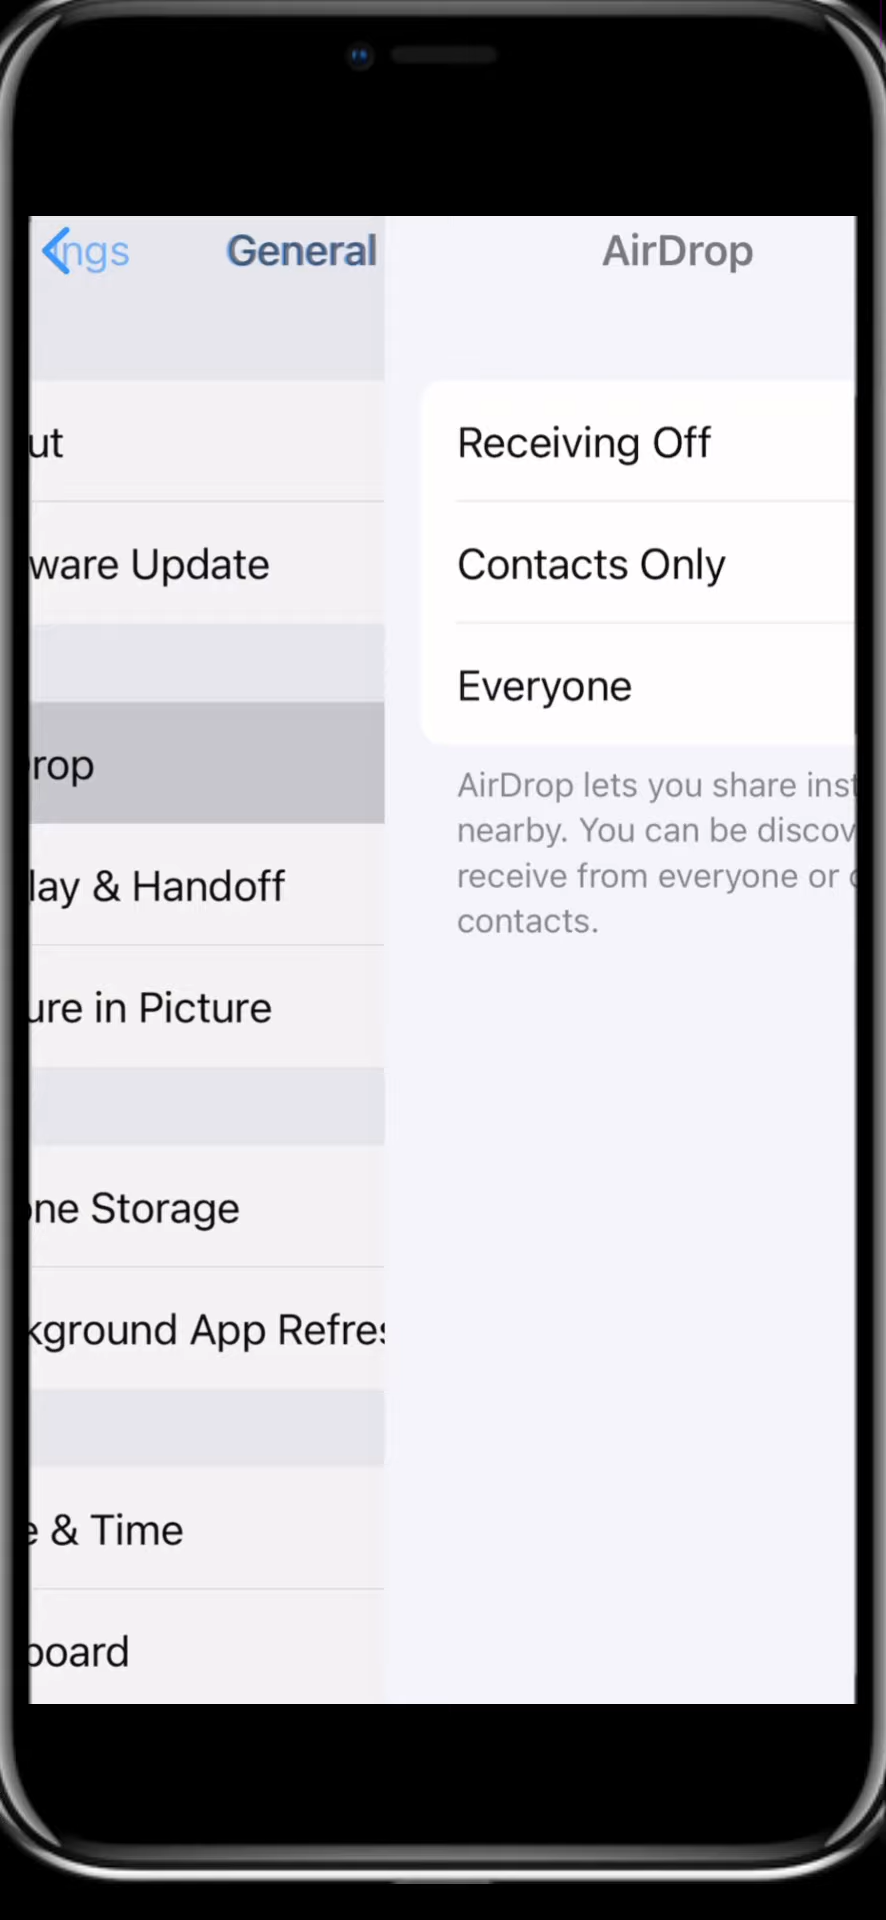 ngs General
ut
ware Update
rop
lay & Handoff
ure in Picture
ne Storage
kground App Refres
e & Time
board
AirDrop
Receiving Off
Contacts Only
Everyone
AirDrop lets you share inst
nearby. You can be discov
receive from everyone or
contacts.